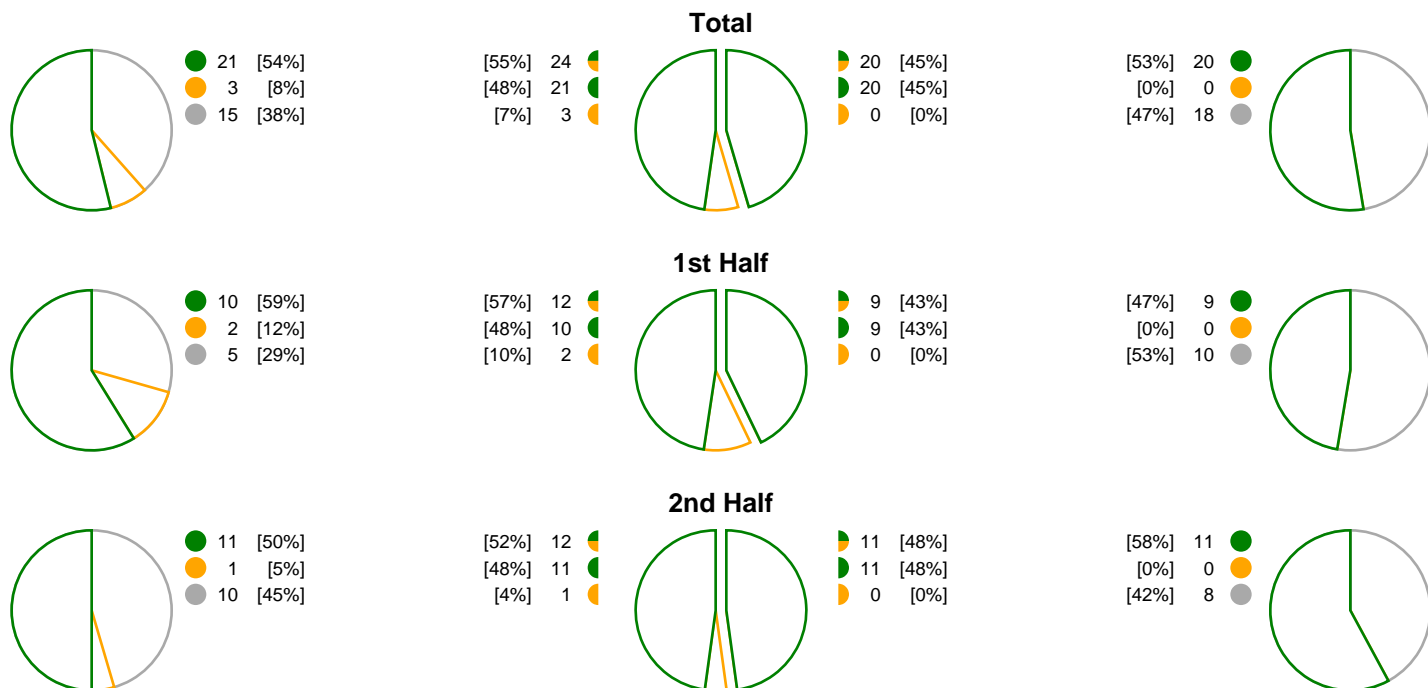 Total
21 [54%] [55%] 24 20 [45%] [53%] 20
3 [8%] [48%] 21 20 [45%] [0%] 0
15 [38%] [7%] 3 0 [0%] [47%] 18
1st Half
10 [59%] [57%] 12 9 [43%] [47%] 9
2 [12%] [48%] 10 9 [43%] [0%] 0
5 [29%] [10%] 2 0 [0%] [53%] 10
2nd Half
11 [50%] [52%] 12 11 [48%] [58%] 11
1 [5%] [48%] 11 11 [48%] [0%] 0
10 [45%] [4%] 1 0 [0%] [42%] 8